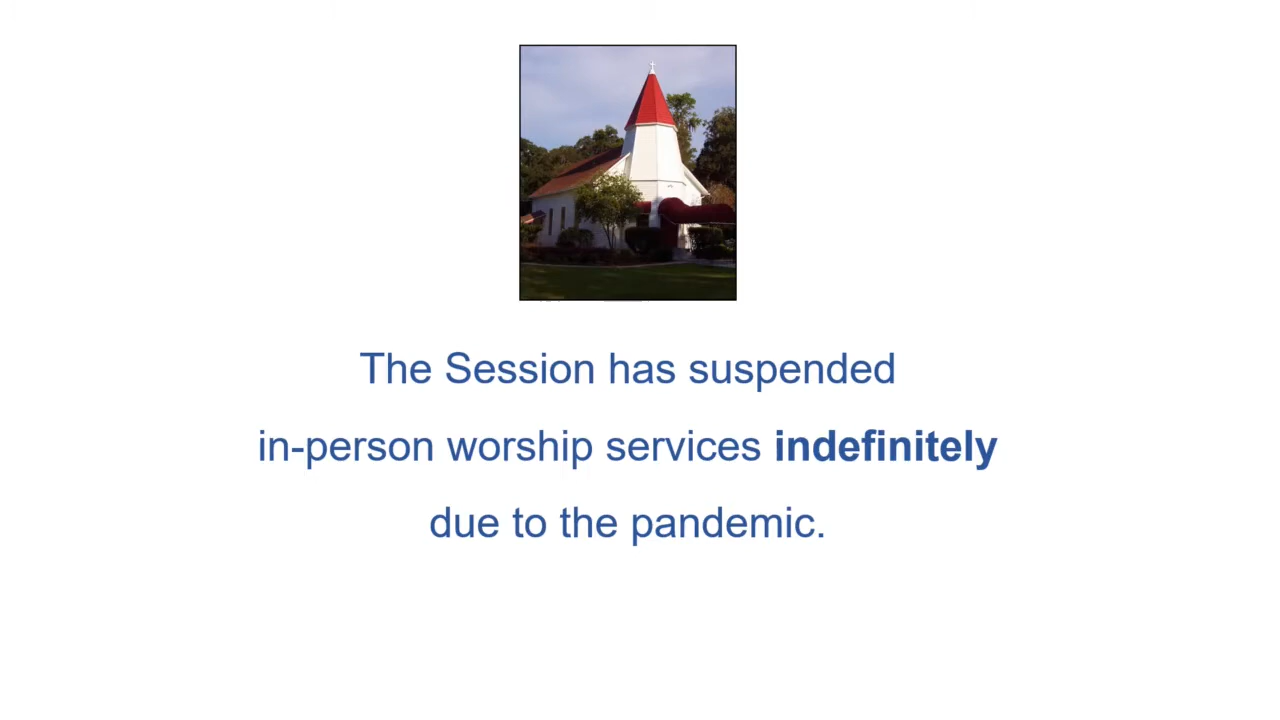 The Session has suspended
in-person worship services indefinitely
due to the pandemic.